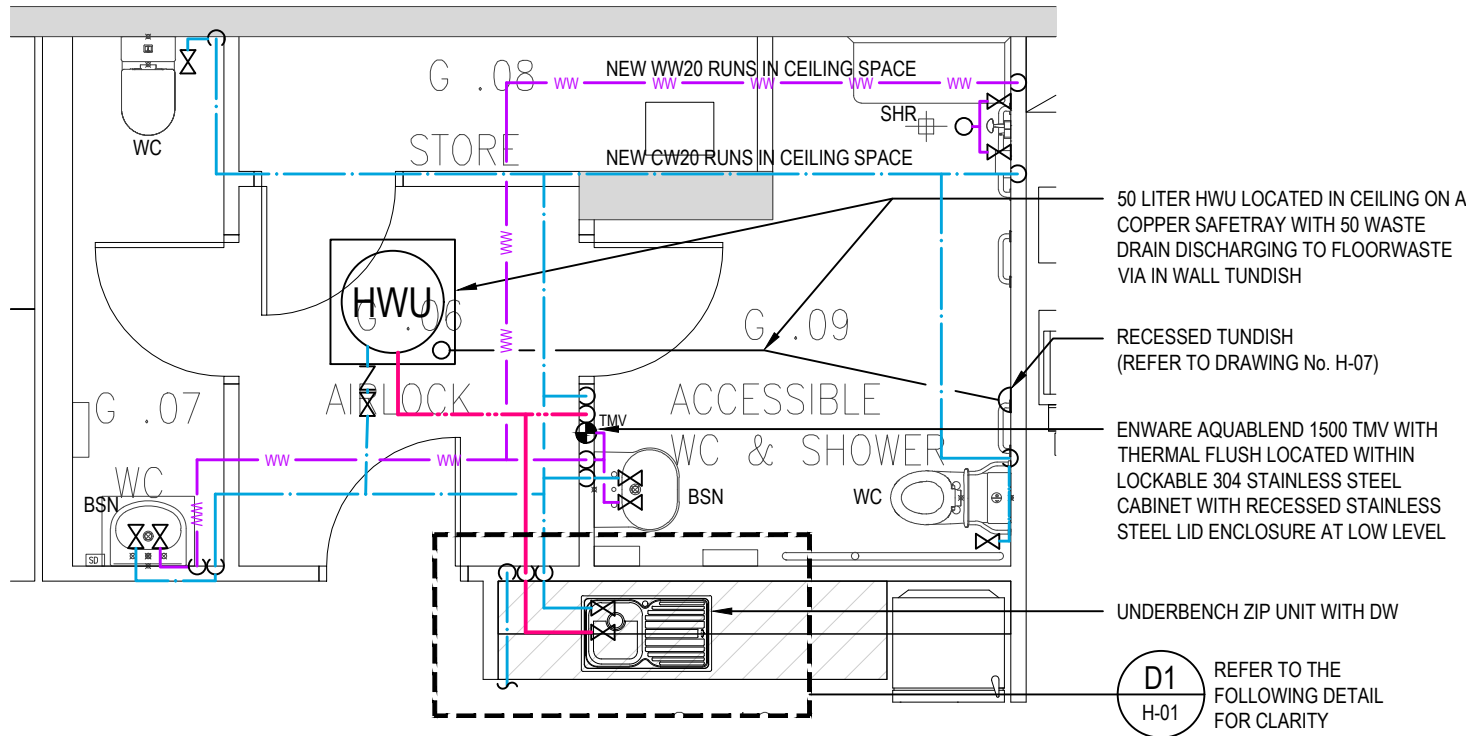 G .08
NEW WW20 RUNS IN CEILING SPACE
WW WW WW WW WW
SHR
WC
STORE
NEW CW20 RUNS IN CEILING SPACE
50 LITER HWU LOCATED IN CEILING ON A
COPPER SAFETRAY WITH 50 WASTE
DRAIN DISCHARGING TO FLOORWASTE
VIA IN WALL TUNDISH
WW
HWU
G .06
G .09
WW
RECESSED TUNDISH
(REFER TO DRAWING No. H-07)
G .07
AIRLOCK
ACCESSIBLE
WC & SHOWER
TMV
ENWARE AQUABLEND 1500 TMV WITH
THERMAL FLUSH LOCATED WITHIN
LOCKABLE 304 STAINLESS STEEL
CABINET WITH RECESSED STAINLESS
STEEL LID ENCLOSURE AT LOW LEVEL
WW WW
WC
BSN
WW
BSN
WC
SD
UNDERBENCH ZIP UNIT WITH DW
D1
H-01
REFER TO THE
FOLLOWING DETAIL
FOR CLARITY